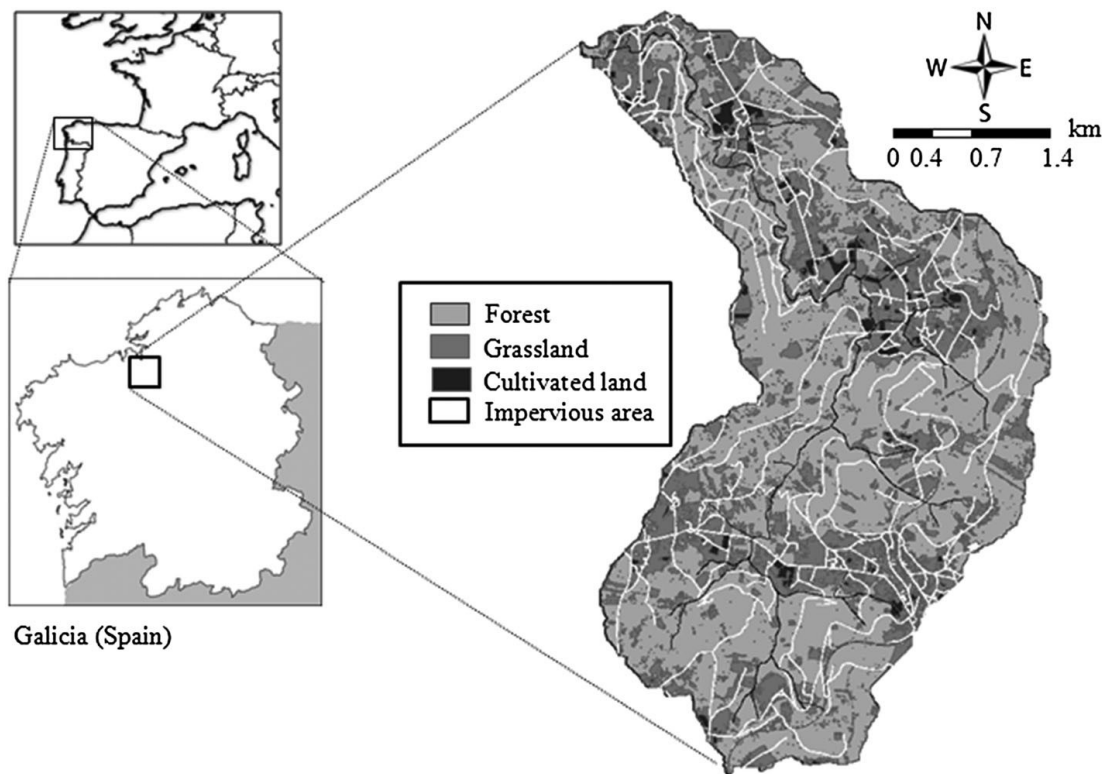 N
W E
S
km
0 0.4 0.7 1.4
Forest
Grassland
Cultivated land
Impervious area
Galicia (Spain)